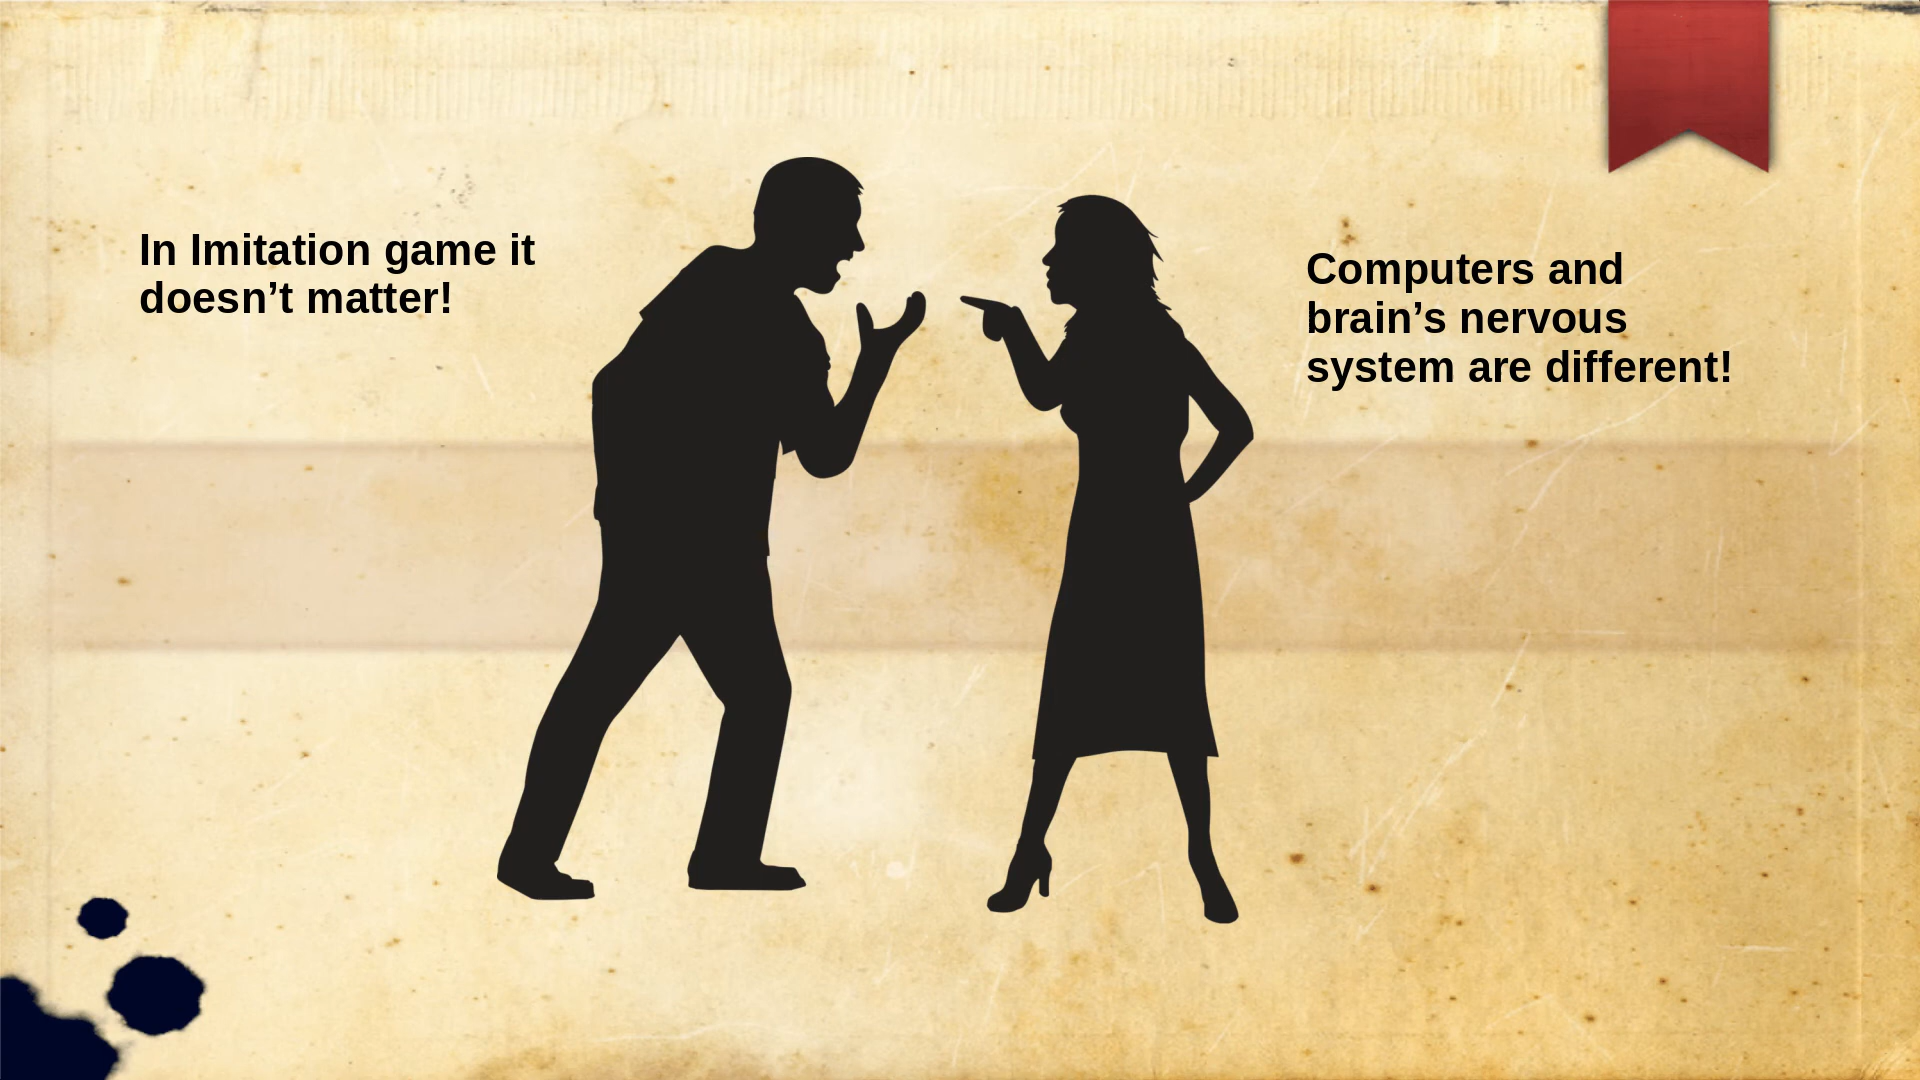 In Imitation game it
doesn’t matter!
Computers and
brain’s nervous
system are different!